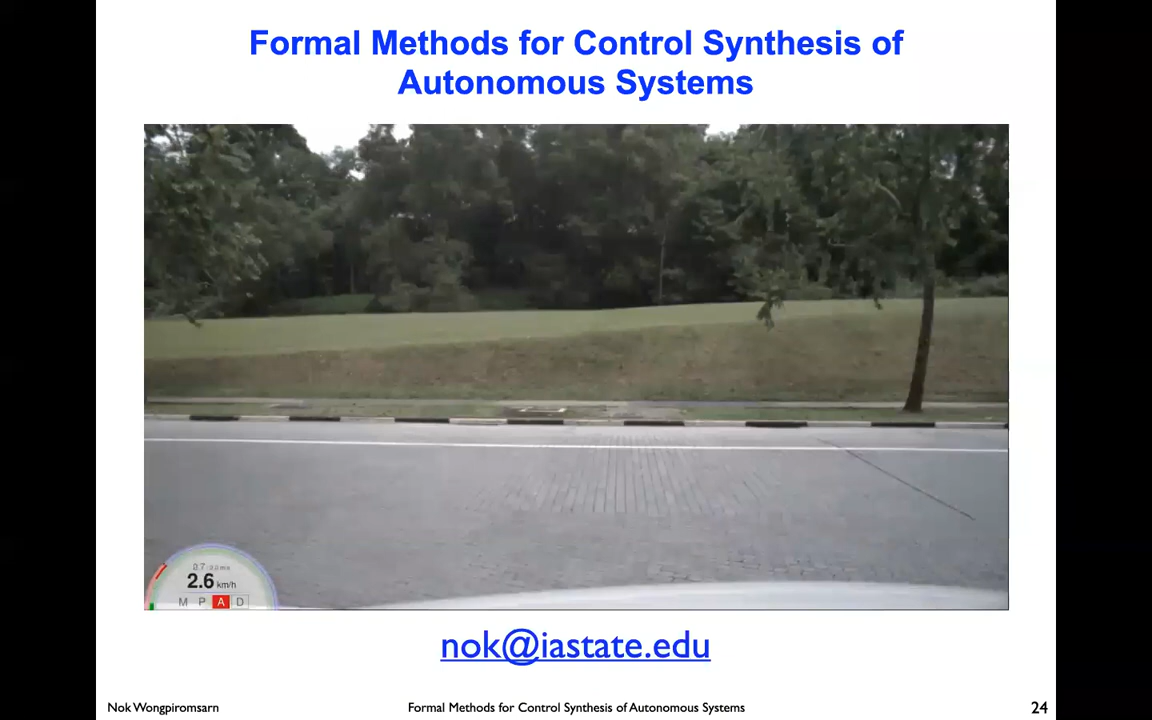 Formal Methods for Control Synthesis of
Autonomous Systems
2.6 km/h
M P A D
nok@iastate.edu
Nok Wongpiromsarn
Formal Methods for Control Synthesis of Autonomous Systems
24